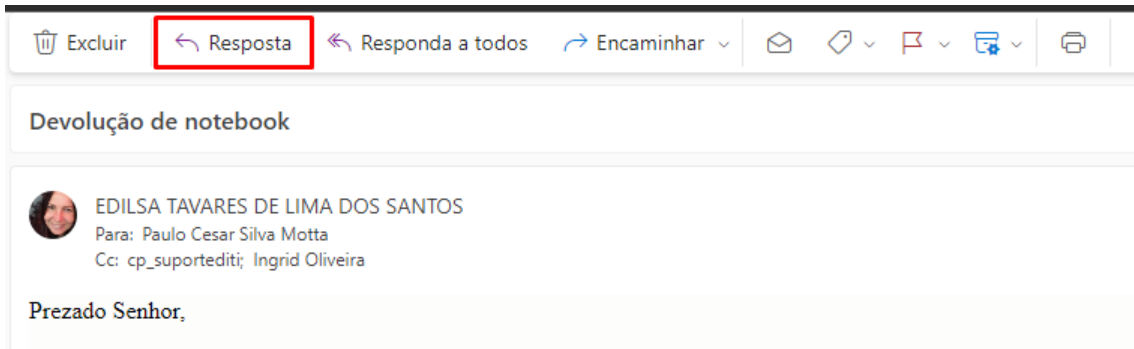 Excluir Resposta Responda a todos Encaminhar
Devolução de notebook
EDILSA TAVARES DE LIMA DOS SANTOS
Para: Paulo Cesar Silva Motta
Cc: cp_suportediti; Ingrid Oliveira
Prezado Senhor,